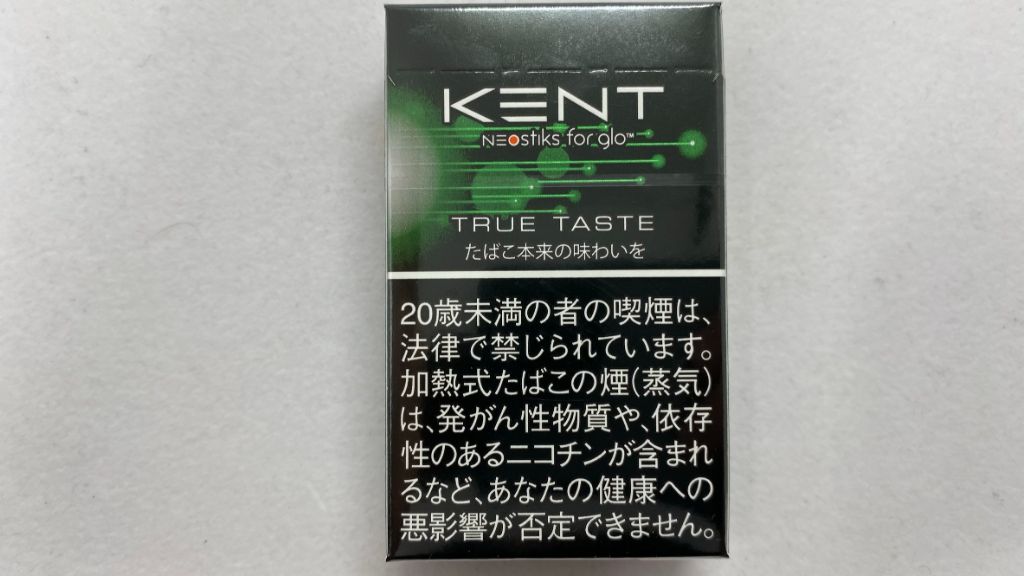 KENT
NEOstiks for glo™
TRUE TASTE
たばこ本来の味わいを
20歳未満の者の喫煙は、
法律で禁じられています。
加熱式たばこの煙(蒸気)
は、発がん性物質や、依存
性のあるニコチンが含まれ
るなど、あなたの健康への
悪影響が否定できません。